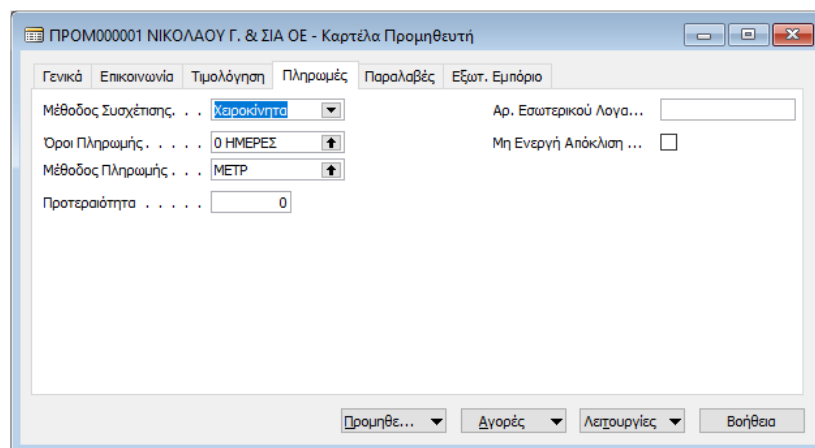 ΠΡΟΜ000001 ΝΙΚΟΛΑΟΥ Γ. & ΣΙΑ ΟΕ - Καρτέλα Προμηθευτή
Γενικά Επικοινωνία Τιμολόγηση Πληρωμές Παραλαβές Εξωτ. Εμπόριο
Μέθοδος Συσχέτισης. . . Χειροκίνητα Αρ. Εσωτερικού Λογα...
Όροι Πληρωμής . . . . . 0 ΗΜΕΡΕΣ Μη Ενεργή Απόκλιση ...
Μέθοδος Πληρωμής . . . ΜΕΤΡ
Προτεραιότητα . . . . . 0
Προμηθε... Αγορές Λειτουργίες Βοήθεια